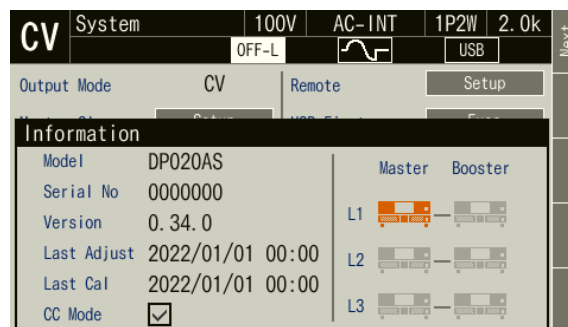 CV System 100V AC-INT 1P2W 2.0k
OFF-L USB
Next
Output Mode CV Remote Setup
Information
Model DP020AS
Serial No 0000000
Version 0.34.0
Last Adjust 2022/01/01 00:00
Last Cal 2022/01/01 00:00
CC Mode
Master Booster
L1
L2
L3